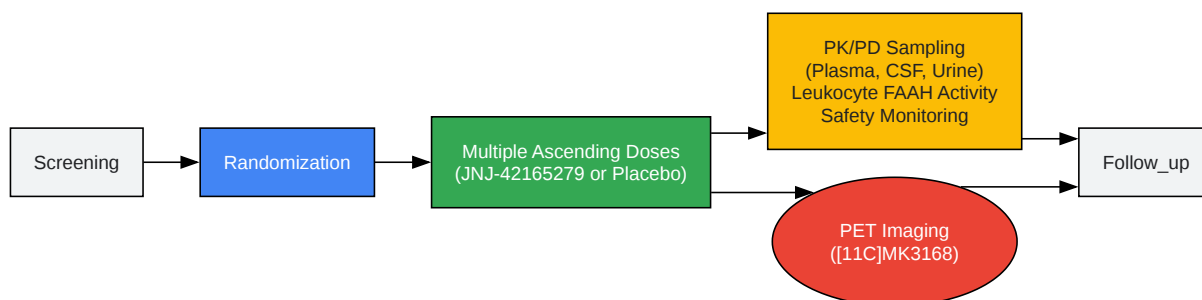 Screening
Randomization
Multiple Ascending Doses
(JNJ-42165279 or Placebo)
PK/PD Sampling
(Plasma, CSF, Urine)
Leukocyte FAAH Activity
Safety Monitoring
PET Imaging
([11C]MK3168)
Follow_up